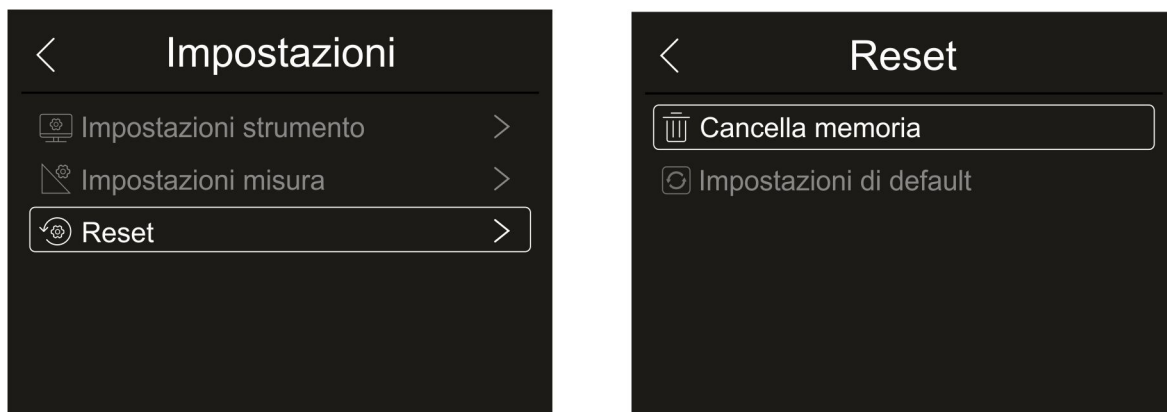 Impostazioni
Impostazioni strumento
Impostazioni misura
Reset
Reset
Cancella memoria
Impostazioni di default